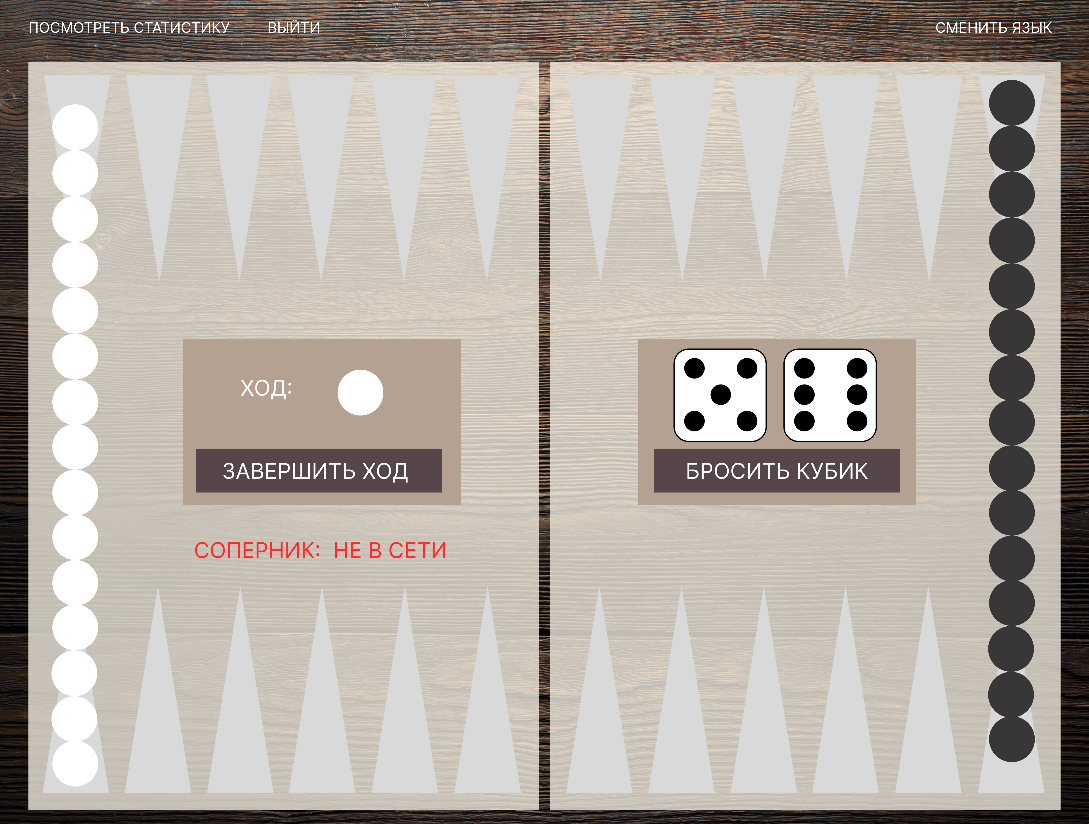 ПОСМОТРЕТЬ СТАТИСТИКУ ВЫЙТИ СМЕНИТЬ ЯЗЫК
ХОД:
ЗАВЕРШИТЬ ХОД
БРОСИТЬ КУБИК
СОПЕРНИК: НЕ В СЕТИ